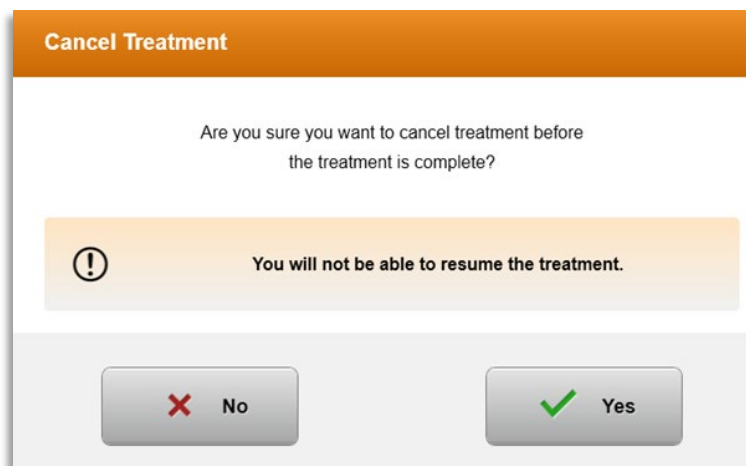 Cancel Treatment
Are you sure you want to cancel treatment before
the treatment is complete?
You will not be able to resume the treatment.
No
Yes